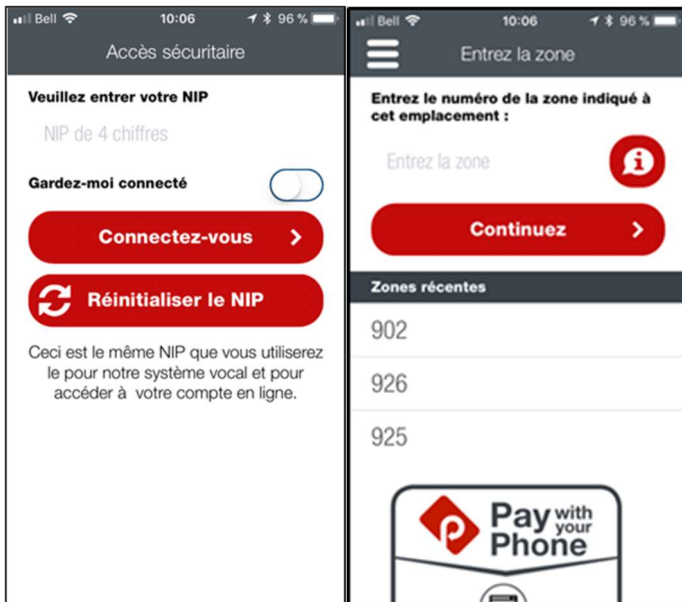 Bell 10:06 96 %
Accès sécuritaire
Veuillez entrer votre NIP
NIP de 4 chiffres
Gardez-moi connecté
Connectez-vous
Réinitialiser le NIP
Ceci est le même NIP que vous utiliserez
le pour notre système vocal et pour
accéder à votre compte en ligne.
Bell 10:06 96 %
Entrez la zone
Entrez le numéro de la zone indiqué à
cet emplacement :
Entrez la zone
Continuez
Zones récentes
902
926
925
Pay with
your
Phone